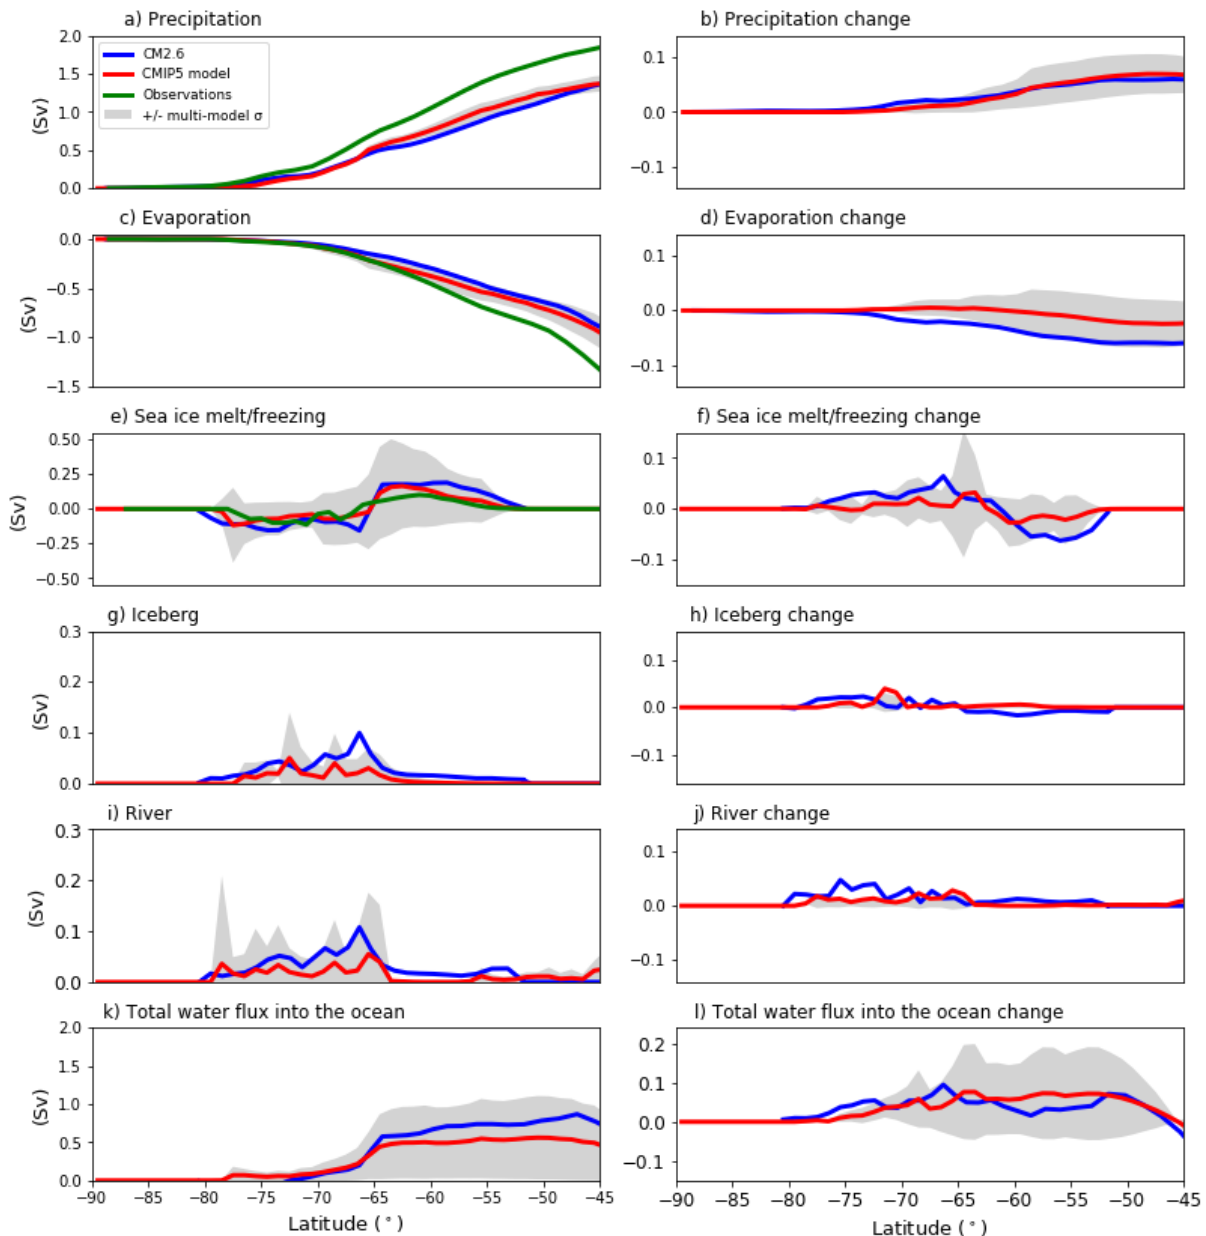 a) Precipitation
b) Precipitation change
2.0
1.5
1.0
0.5
0.0
(Sv)
CM2.6
CMIP5 model
Observations
+/- multi-model σ
0.1
0.0
−0.1
c) Evaporation
d) Evaporation change
0.0
−0.5
−1.0
−1.5
(Sv)
0.1
0.0
−0.1
e) Sea ice melt/freezing
f) Sea ice melt/freezing change
0.50
0.25
0.00
−0.25
−0.50
(Sv)
0.1
0.0
−0.1
g) Iceberg
h) Iceberg change
0.3
0.2
0.1
0.0
(Sv)
0.1
0.0
−0.1
i) River
j) River change
0.3
0.2
0.1
0.0
(Sv)
0.1
0.0
−0.1
k) Total water flux into the ocean
l) Total water flux into the ocean change
2.0
1.5
1.0
0.5
0.0
(Sv)
0.2
0.1
0.0
−0.1
−90 −85 −80 −75 −70 −65 −60 −55 −50 −45
−90 −85 −80 −75 −70 −65 −60 −55 −50 −45
Latitude (°)
Latitude (°)